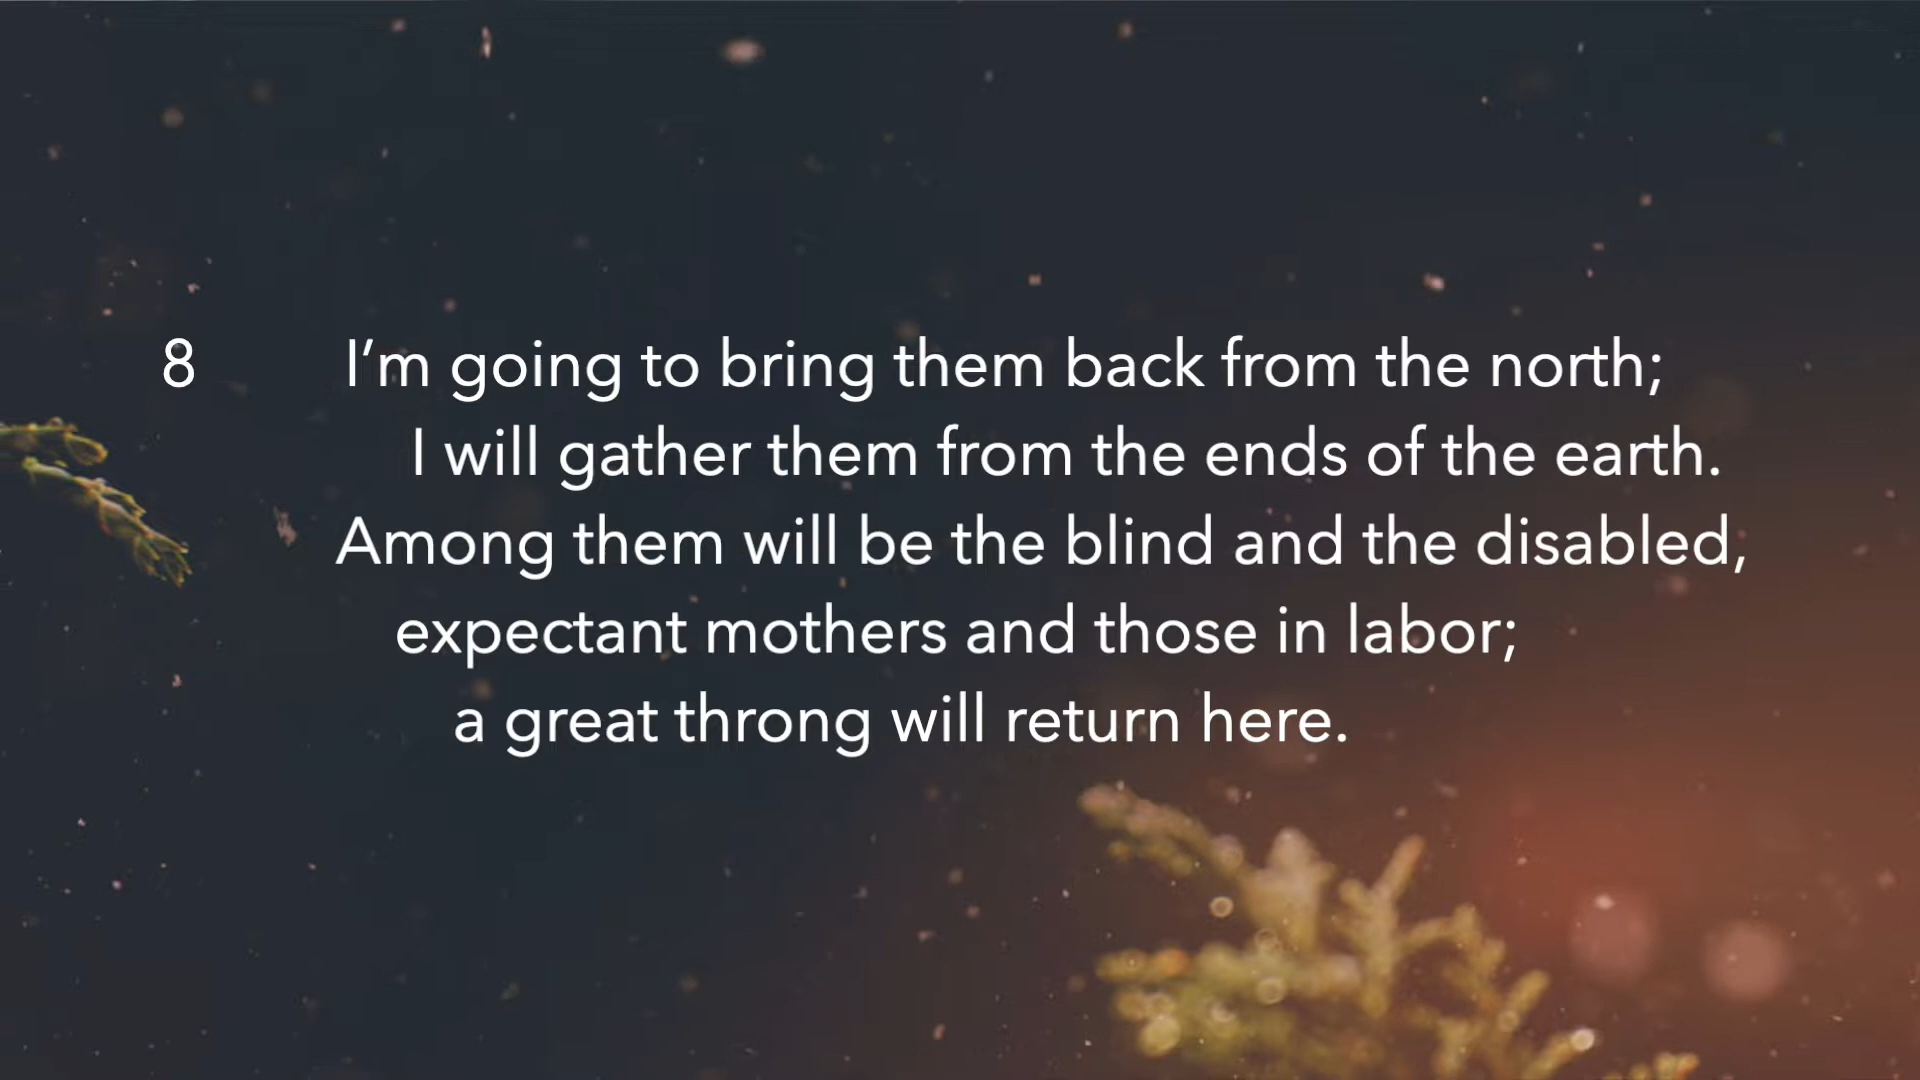 8 I’m going to bring them back from the north;
I will gather them from the ends of the earth.
Among them will be the blind and the disabled,
expectant mothers and those in labor;
a great throng will return here.